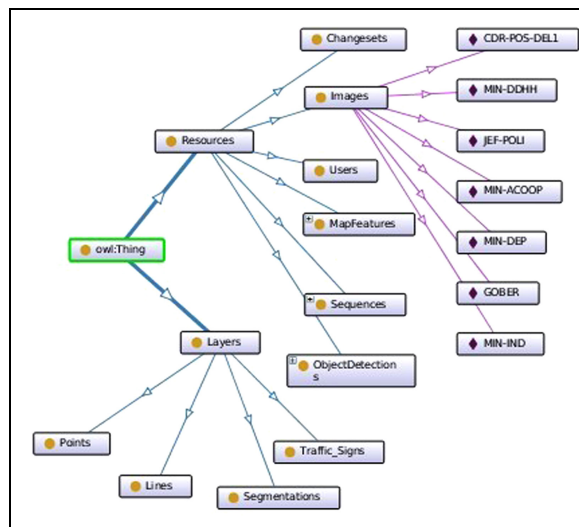 Changesets
CDR-POS-DEL1
Images
MIN-DDHH
Resources
JEF-POLI
Users
MIN-ACOOP
MapFeatures
owl:Thing
MIN-DEP
Sequences
GOBER
Layers
MIN-IND
ObjectDetection
s
Points
Traffic_Signs
Lines
Segmentations